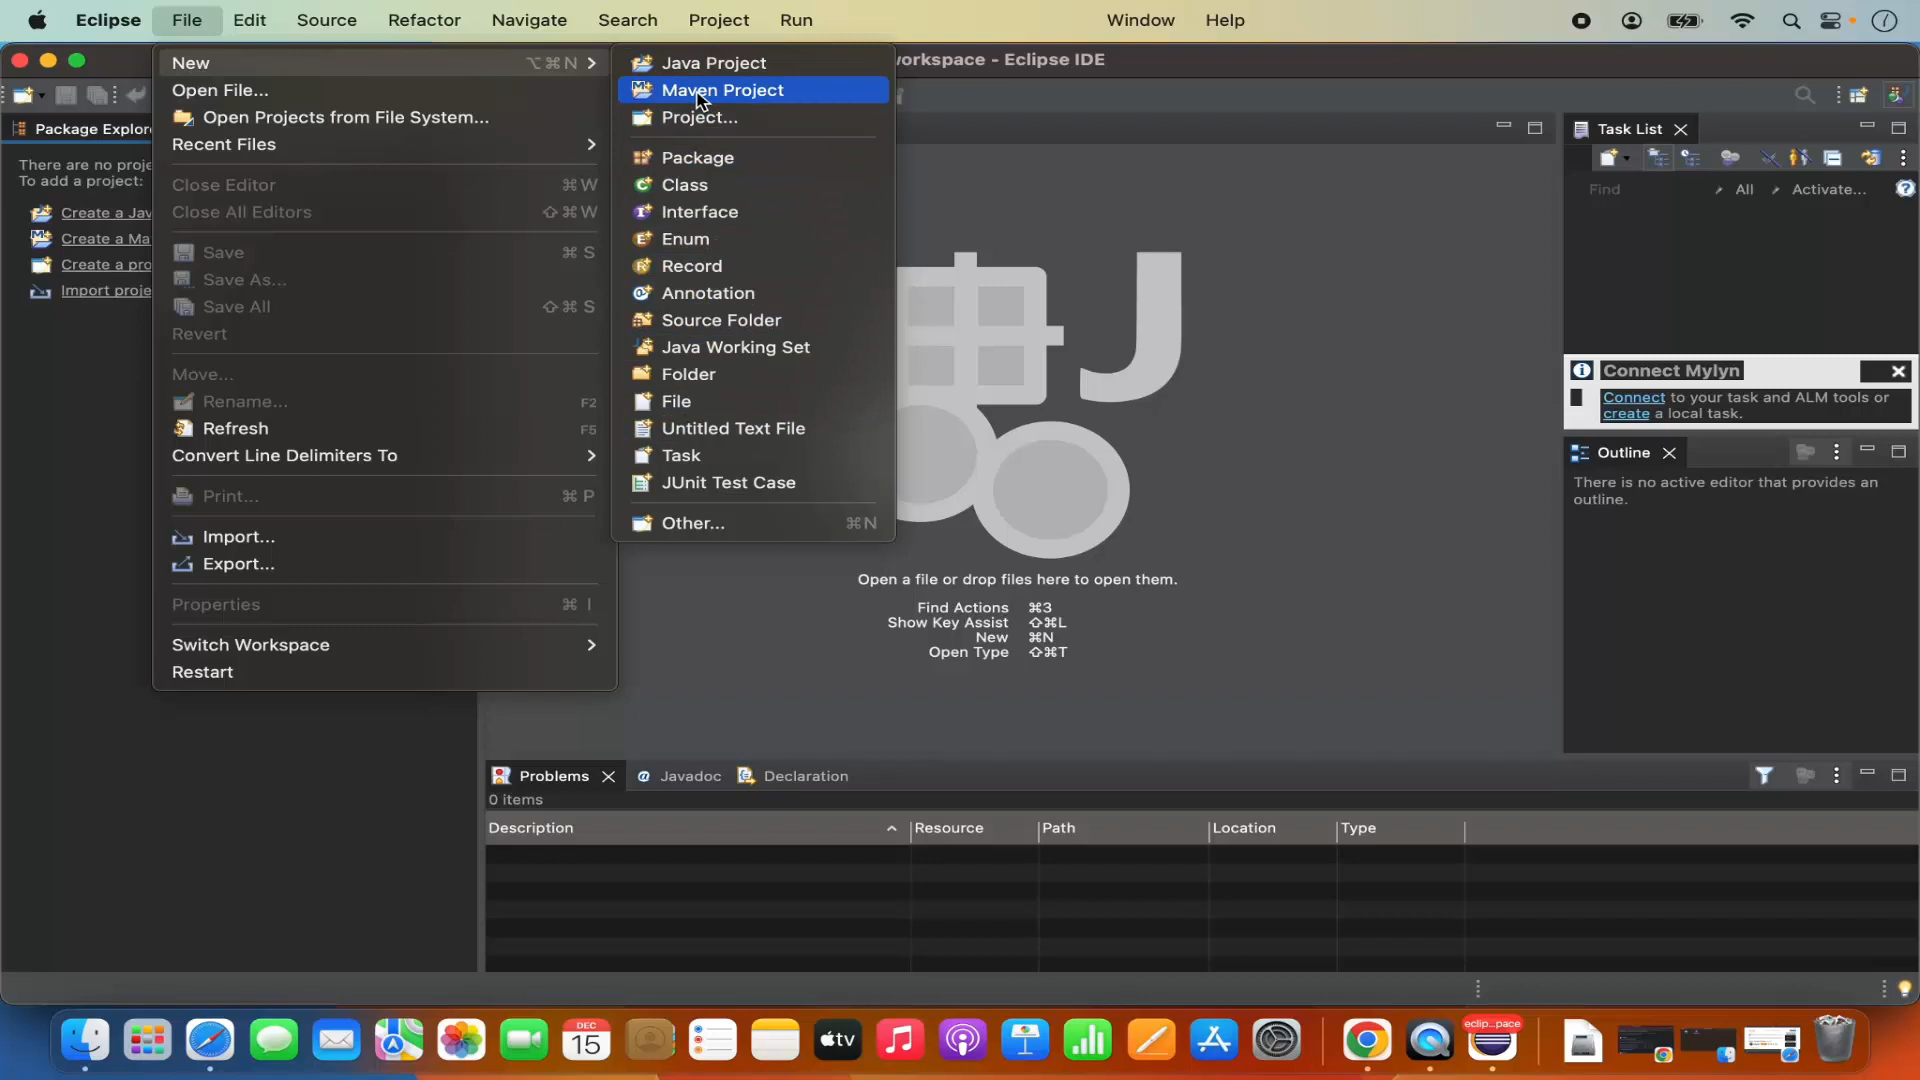 Eclipse File Edit Source Refactor Navigate Search Project Run Window Help
orkspace - Eclipse IDE
New ⌥⌘N
Open File...
Open Projects from File System...
Recent Files
Close Editor ⌘W
Close All Editors ⇧⌘W
Save ⌘S
Save As...
Save All ⇧⌘S
Revert
Move...
Rename... F2
Refresh F5
Convert Line Delimiters To
Print... ⌘P
Import...
Export...
Properties ⌘I
Switch Workspace
Restart
Java Project
Maven Project
Project...
Package
Class
Interface
Enum
Record
Annotation
Source Folder
Java Working Set
Folder
File
Untitled Text File
Task
JUnit Test Case
Other... ⌘N
Package Explor
There are no proje
To add a project:
Create a Jav
Create a Ma
Create a pro
Import proje
J
Open a file or drop files here to open them.
Find Actions ⌘3
Show Key Assist ⇧⌘L
New ⌘N
Open Type ⇧⌘T
Task List
Find All Activate...
Connect Mylyn
Connect to your task and ALM tools or
create a local task.
Outline
There is no active editor that provides an
outline.
Problems Javadoc Declaration
0 items
Description Resource Path Location Type
DEC
15
tv
eclip...pace